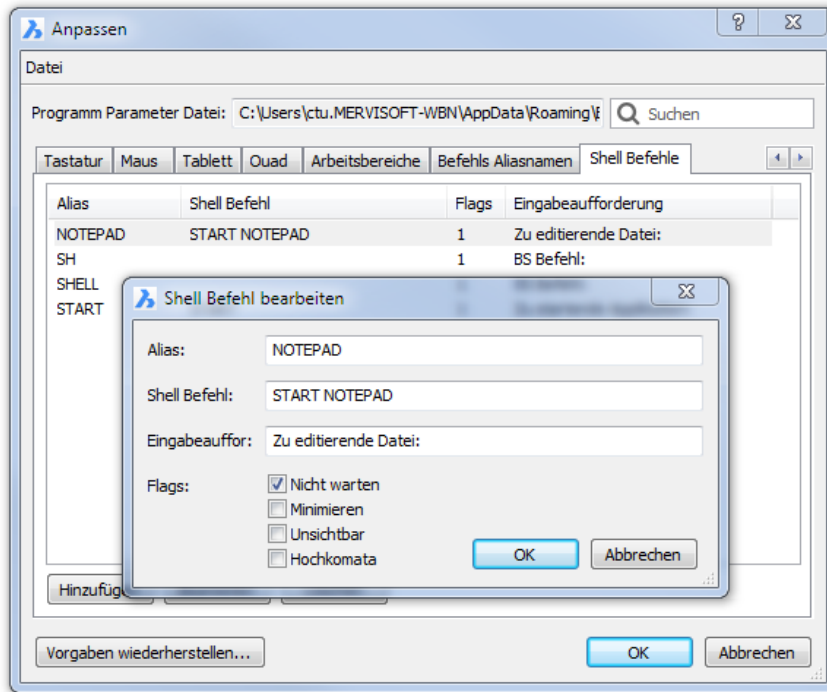 Anpassen
Datei
Programm Parameter Datei: C:\Users\ctu.MERVISOFT-WBN\AppData\Roaming\ Suchen
Tastatur Maus Tablett Quad Arbeitsbereiche Befehls Aliasnamen Shell Befehle
Alias Shell Befehl Flags Eingabeaufforderung
NOTEPAD START NOTEPAD 1 Zu editierende Datei:
SH 1 BS Befehl:
SHELL
START
Shell Befehl bearbeiten
Alias: NOTEPAD
Shell Befehl: START NOTEPAD
Eingabeauffor: Zu editierende Datei:
Flags: Nicht warten
Minimieren
Unsichtbar
Hochkomata
OK Abbrechen
Hinzufüg
Vorgaben wiederherstellen... OK Abbrechen